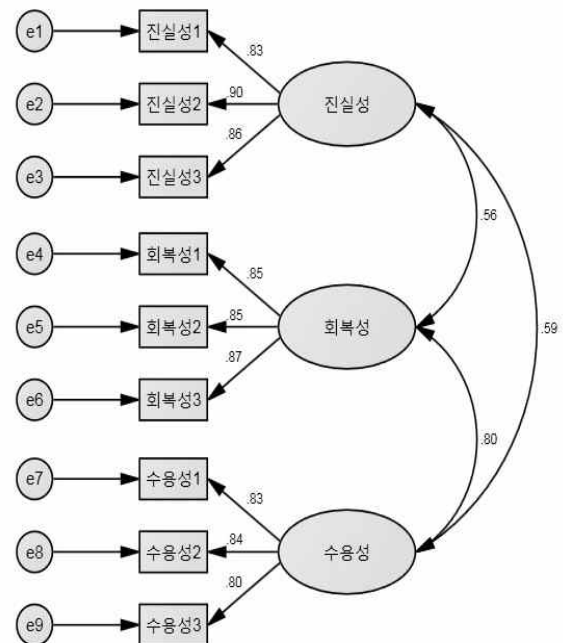 e1 진실성1
.83
e2 진실성2 .90 진실성
.86
e3 진실성3
.56
e4 회복성1
.85
e5 회복성2 .85 회복성 .59
.87
e6 회복성3
.80
e7 수용성1
.83
e8 수용성2 .84 수용성
.80
e9 수용성3